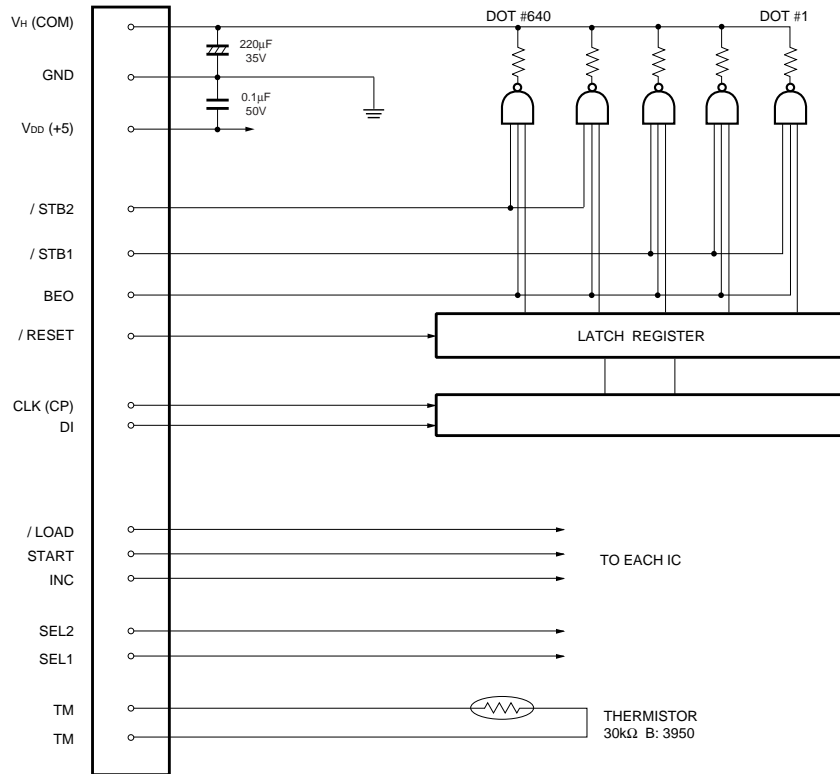 VH (COM)
DOT #640
DOT #1
220μF
35V
GND
0.1μF
50V
VDD (+5)
/ STB2
/ STB1
BEO
/ RESET
LATCH REGISTER
CLK (CP)
DI
/ LOAD
START
TO EACH IC
INC
SEL2
SEL1
TM
THERMISTOR
30kΩ B: 3950
TM